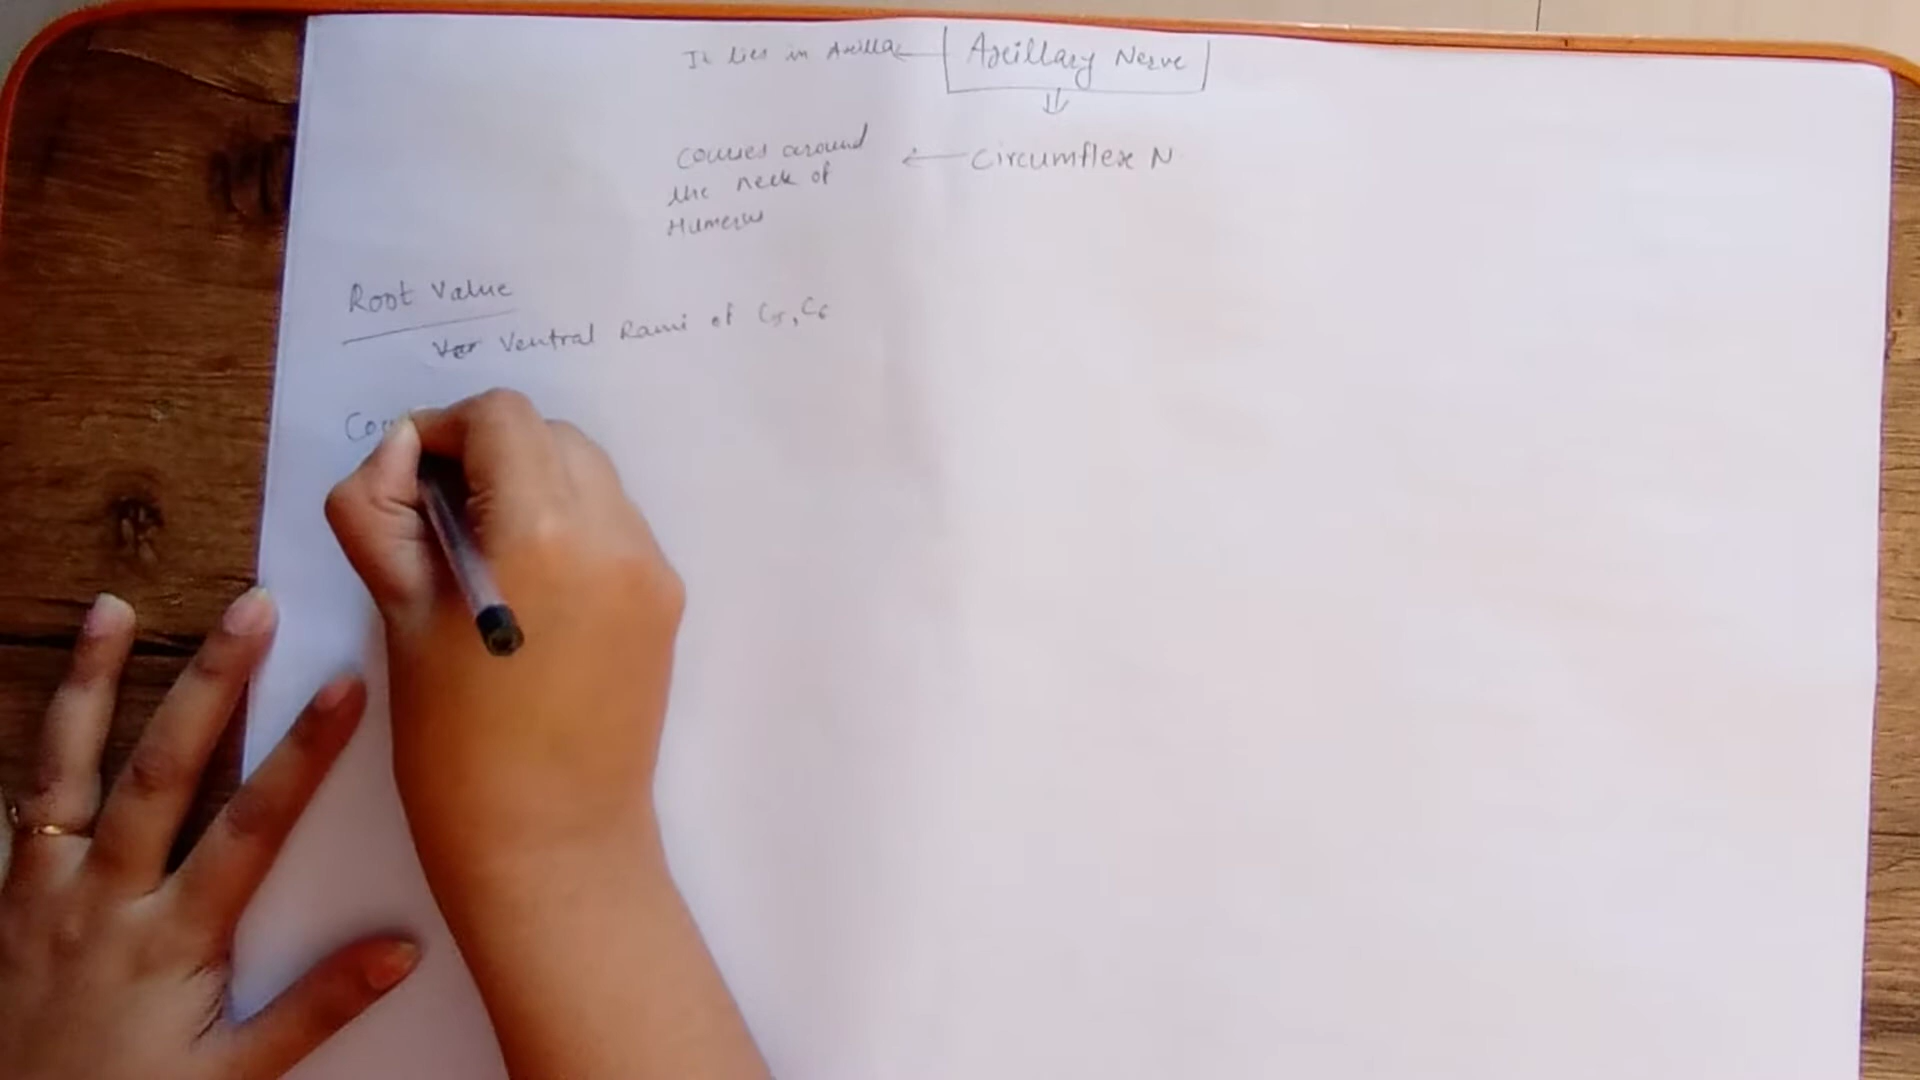 It lies in Axilla ← Axillary Nerve
⇓
Courses around ← Circumflex N
the neck of
Humerus
Root Value
Ventral Rami of C5, C6
Cou